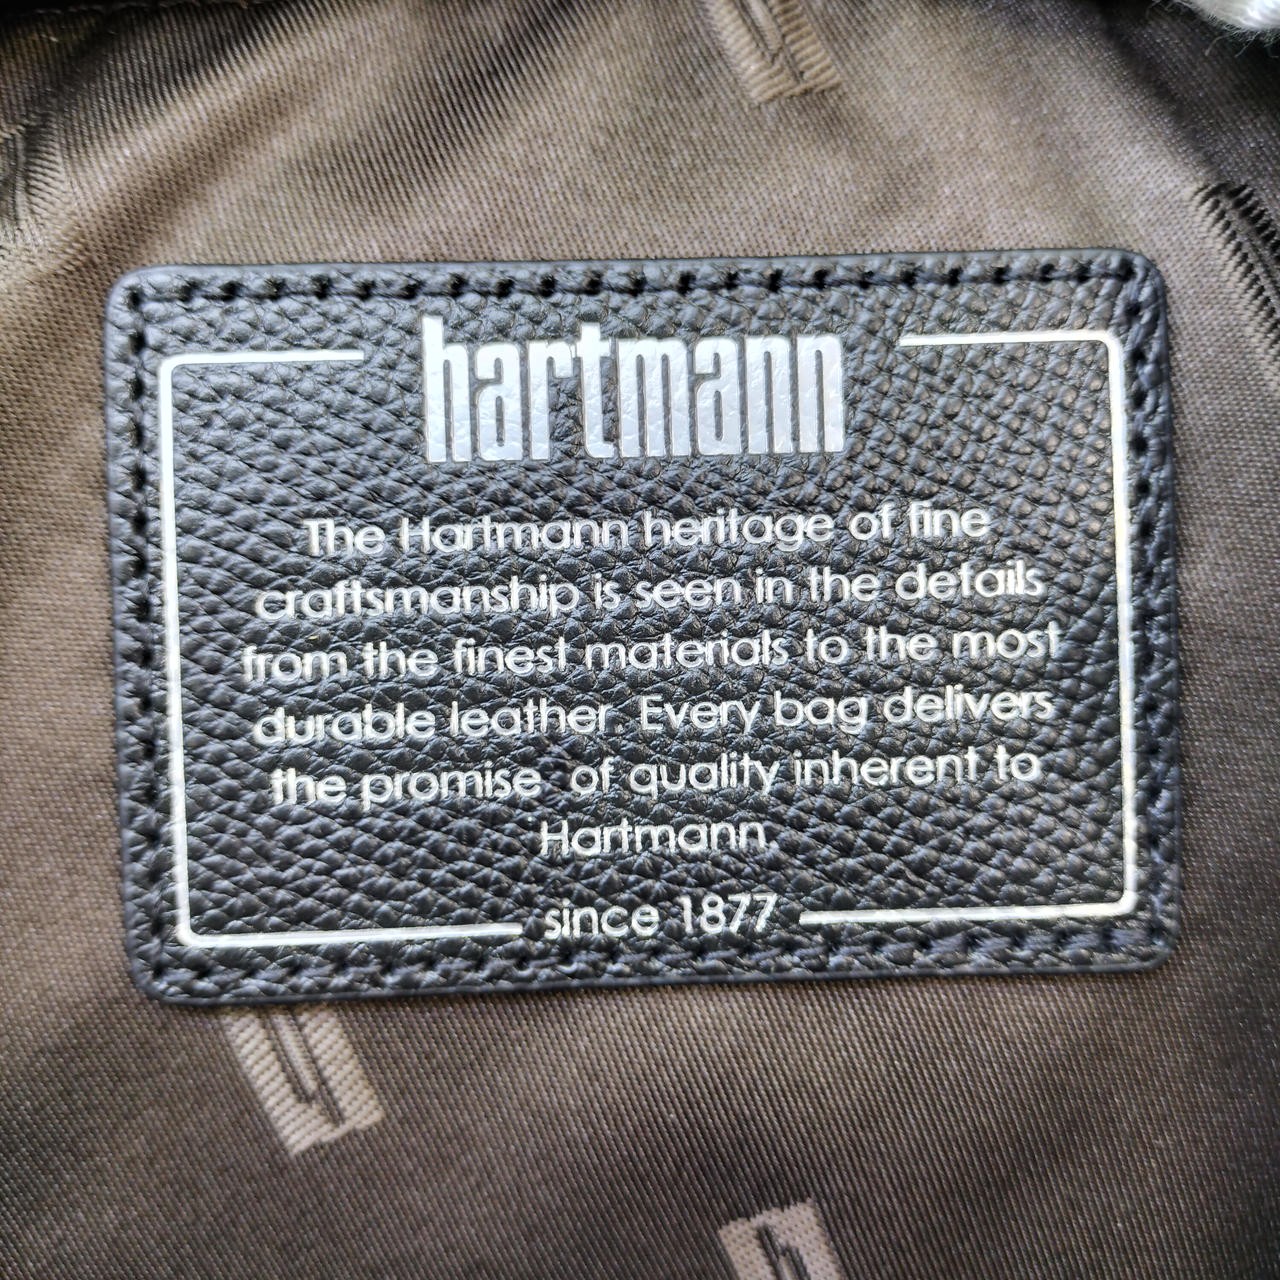 hartmann
The Hartmann heritage of fine
craftsmanship is seen in the details
from the finest materials to the most
durable leather. Every bag delivers
the promise of quality inherent to
Hartmann.
since 1877